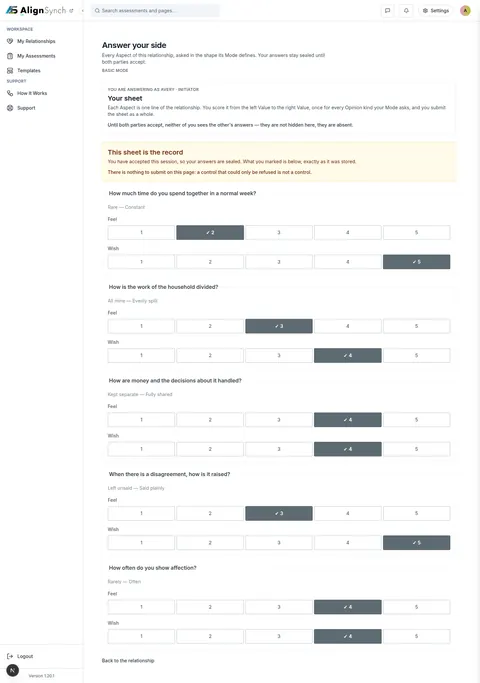 AlignSynch
Search assessments and pages...
Settings
A
WORKSPACE
My Relationships
My Assessments
Templates
SUPPORT
How It Works
Support
Answer your side
Every Aspect of this relationship, asked in the shape its Mode defines. Your answers stay sealed until
both parties accept.
BASIC MODE
YOU ARE ANSWERING AS AVERY · INITIATOR
Your sheet
Each Aspect is one line of the relationship. You score it from the left Value to the right Value, once for every Opinion kind your Mode asks, and you submit
the sheet as a whole.
Until both parties accept, neither of you sees the other's answers — they are not hidden here, they are absent.
This sheet is the record
You have accepted this session, so your answers are sealed. What you marked is below, exactly as it was stored.
There is nothing to submit on this page: a control that could only be refused is not a control.
How much time do you spend together in a normal week?
Rare — Constant
Feel
1 ✓ 2 3 4 5
Wish
1 2 3 4 ✓ 5
How is the work of the household divided?
All mine — Evenly split
Feel
1 2 ✓ 3 4 5
Wish
1 2 3 ✓ 4 5
How are money and the decisions about it handled?
Kept separate — Fully shared
Feel
1 2 3 ✓ 4 5
Wish
1 2 3 ✓ 4 5
When there is a disagreement, how is it raised?
Left unsaid — Said plainly
Feel
1 2 ✓ 3 4 5
Wish
1 2 3 4 ✓ 5
How often do you show affection?
Rarely — Often
Feel
1 2 3 ✓ 4 5
Wish
1 2 3 ✓ 4 5
Back to the relationship
Logout